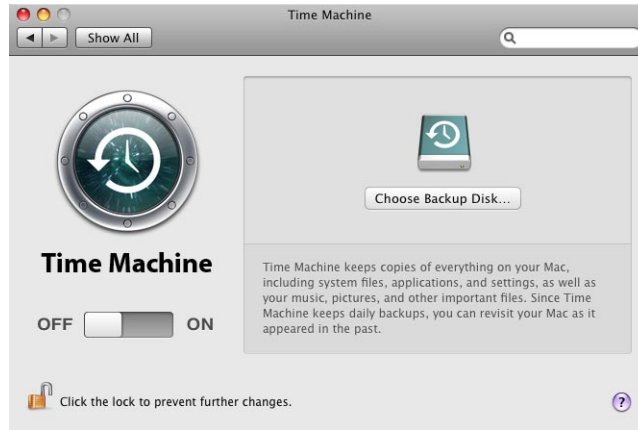 Time Machine
Show All
Choose Backup Disk...
Time Machine
Time Machine keeps copies of everything on your Mac,
including system files, applications, and settings, as well as
your music, pictures, and other important files. Since Time
Machine keeps daily backups, you can revisit your Mac as it
appeared in the past.
OFF ON
Click the lock to prevent further changes.
?